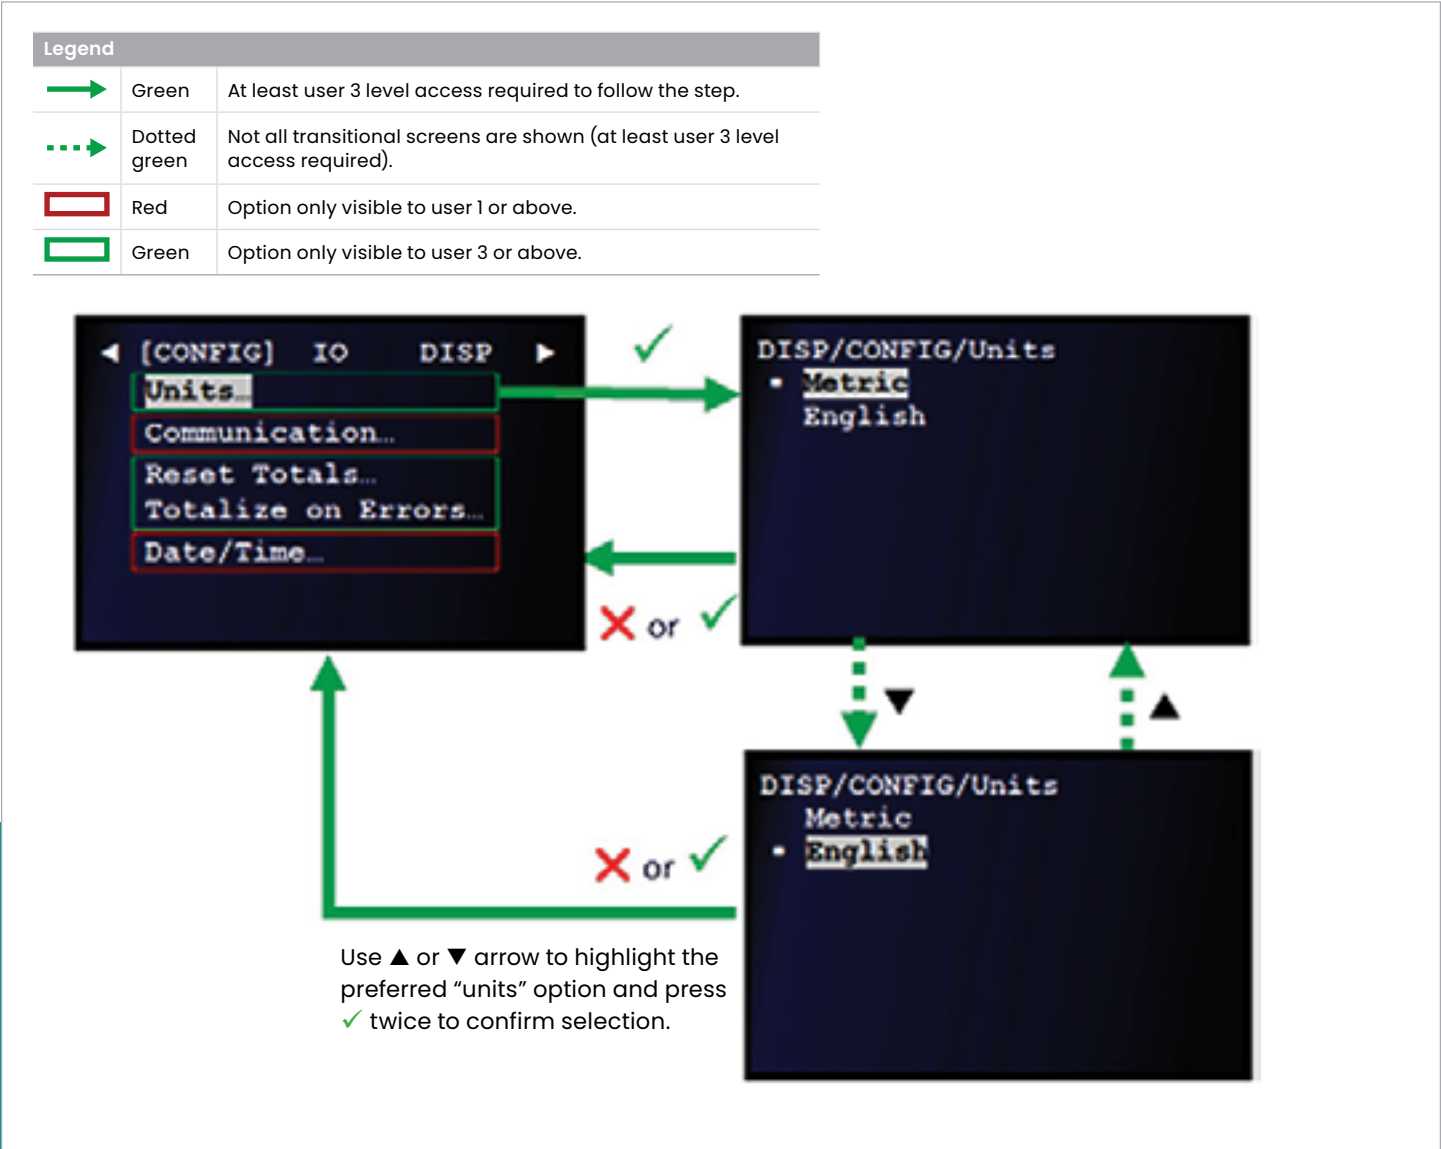 Legend
Green At least user 3 level access required to follow the step.
Dotted green Not all transitional screens are shown (at least user 3 level access required).
Red Option only visible to user 1 or above.
Green Option only visible to user 3 or above.
◀ [CONFIG] IO DISP ▶
Units…
Communication…
Reset Totals…
Totalize on Errors…
Date/Time…
✓
DISP/CONFIG/Units
Metric
English
✕ or ✓
▼
▲
DISP/CONFIG/Units
Metric
English
✕ or ✓
Use ▲ or ▼ arrow to highlight the
preferred “units” option and press
✓ twice to confirm selection.